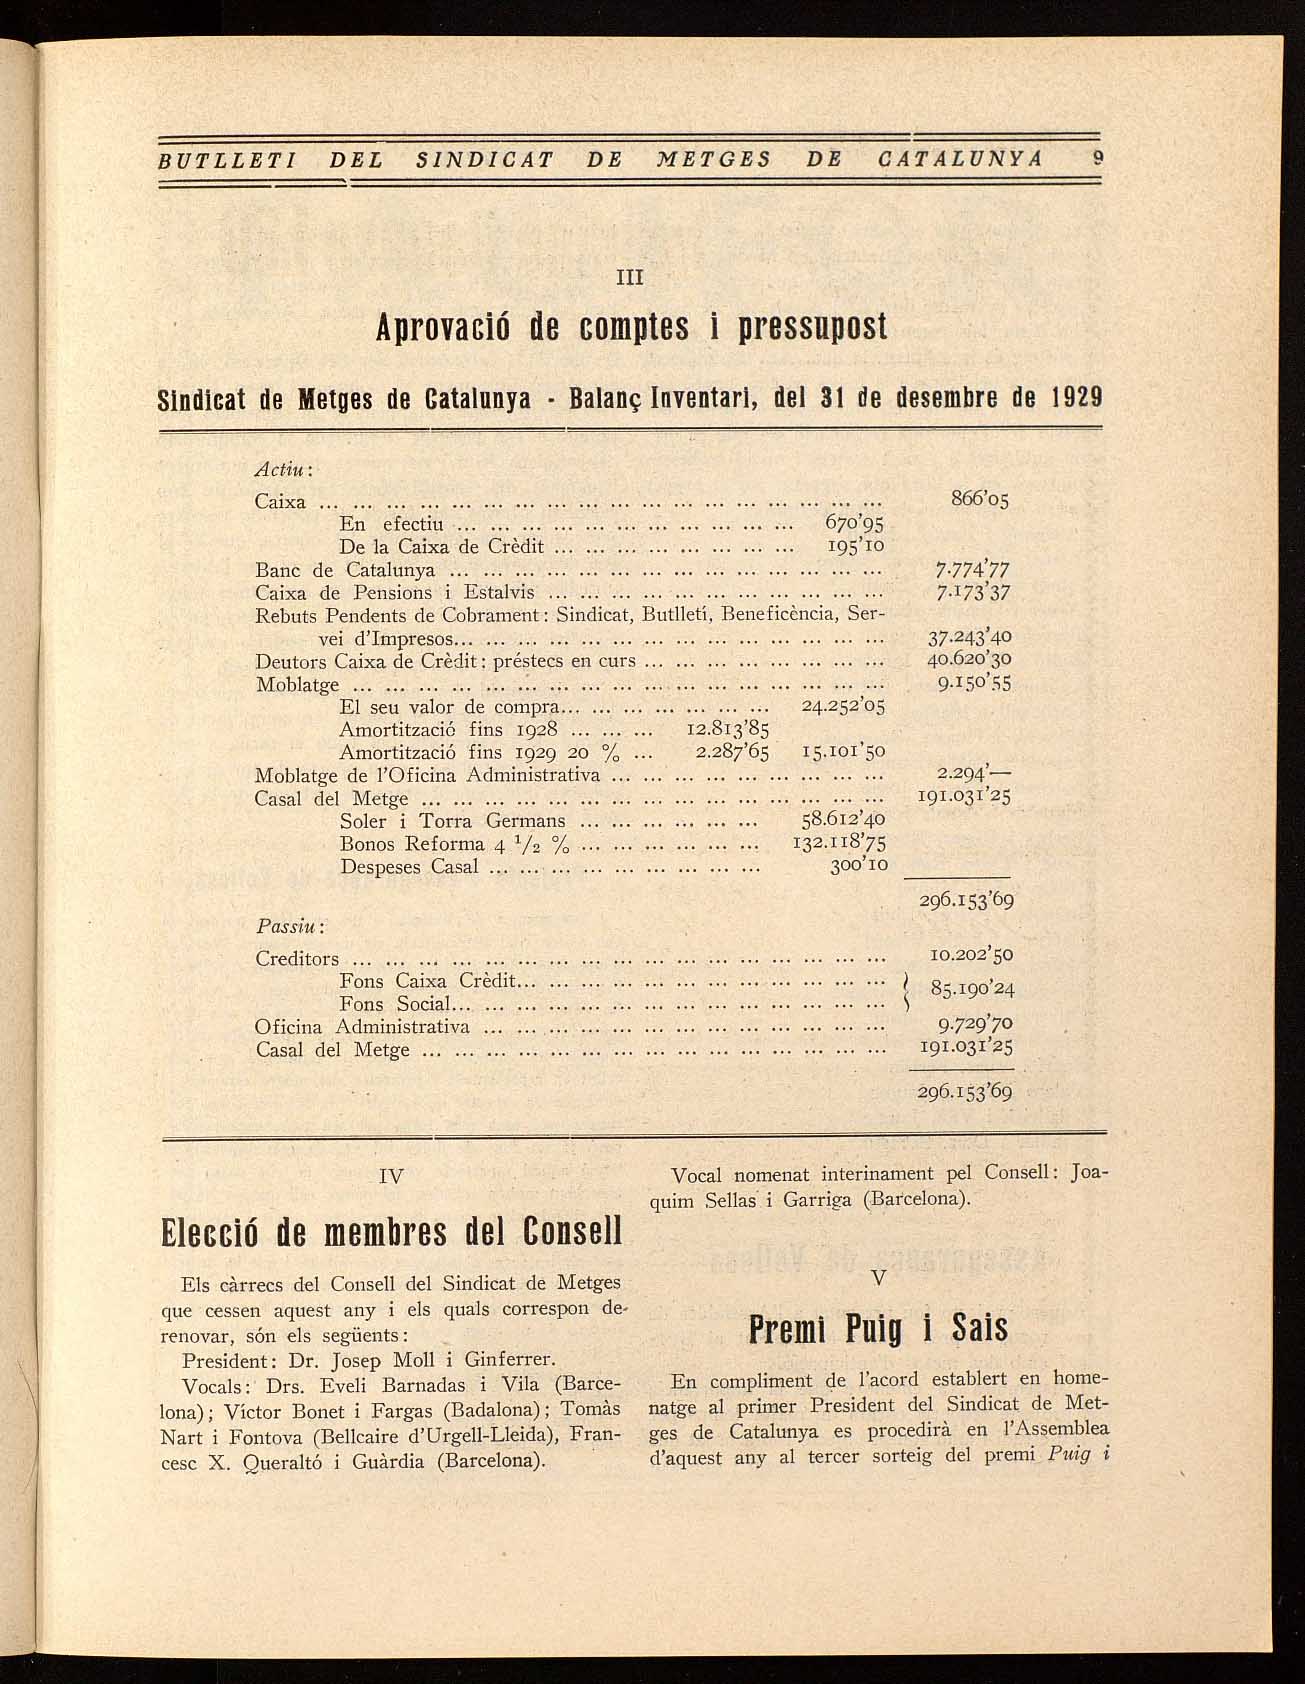 BUTLLETI DEL SINDICAT DE METGES DE CATALUNYA 9
III
Aprovació de comptes i pressupost
Sindicat de Metges de Catalunya - Balanç Inventari, del 31 de desembre de 1929
Actiu:
Caixa ... 866'05
En efectiu ... 670'95
De la Caixa de Crèdit ... 195'10
Banc de Catalunya ... 7.774'77
Caixa de Pensions i Estalvis ... 7.173'37
Rebuts Pendents de Cobrament: Sindicat, Butlletí, Beneficència, Ser-
vei d'Impresos... 37.243'40
Deutors Caixa de Crèdit: préstecs en curs ... 40.620'30
Moblatge ... 9.150'55
El seu valor de compra... 24.252'05
Amortització fins 1928 ... 12.813'85
Amortització fins 1929 20 % ... 2.287'65 15.101'50
Moblatge de l'Oficina Administrativa ... 2.294'—
Casal del Metge ... 191.031'25
Soler i Torra Germans ... 58.612'40
Bonos Reforma 4 1/2 % ... 132.118'75
Despeses Casal ... 300'10
296.153'69
Passiu:
Creditors ... 10.202'50
Fons Caixa Crèdit...
Fons Social... } 85.190'24
Oficina Administrativa ... 9.729'70
Casal del Metge ... 191.031'25
296.153'69
IV
Elecció de membres del Consell
Els càrrecs del Consell del Sindicat de Metges
que cessen aquest any i els quals correspon de-
renovar, són els següents:
President: Dr. Josep Moll i Ginferrer.
Vocals: Drs. Eveli Barnadas i Vila (Barce-
lona); Víctor Bonet i Fargas (Badalona); Tomàs
Nart i Fontova (Bellcaire d'Urgell-Lleida), Fran-
cesc X. Queraltó i Guàrdia (Barcelona).
Vocal nomenat interinament pel Consell: Joa-
quim Sellas i Garriga (Barcelona).
V
Premi Puig i Sais
En compliment de l'acord establert en home-
natge al primer President del Sindicat de Met-
ges de Catalunya es procedirà en l'Assemblea
d'aquest any al tercer sorteig del premi Puig i